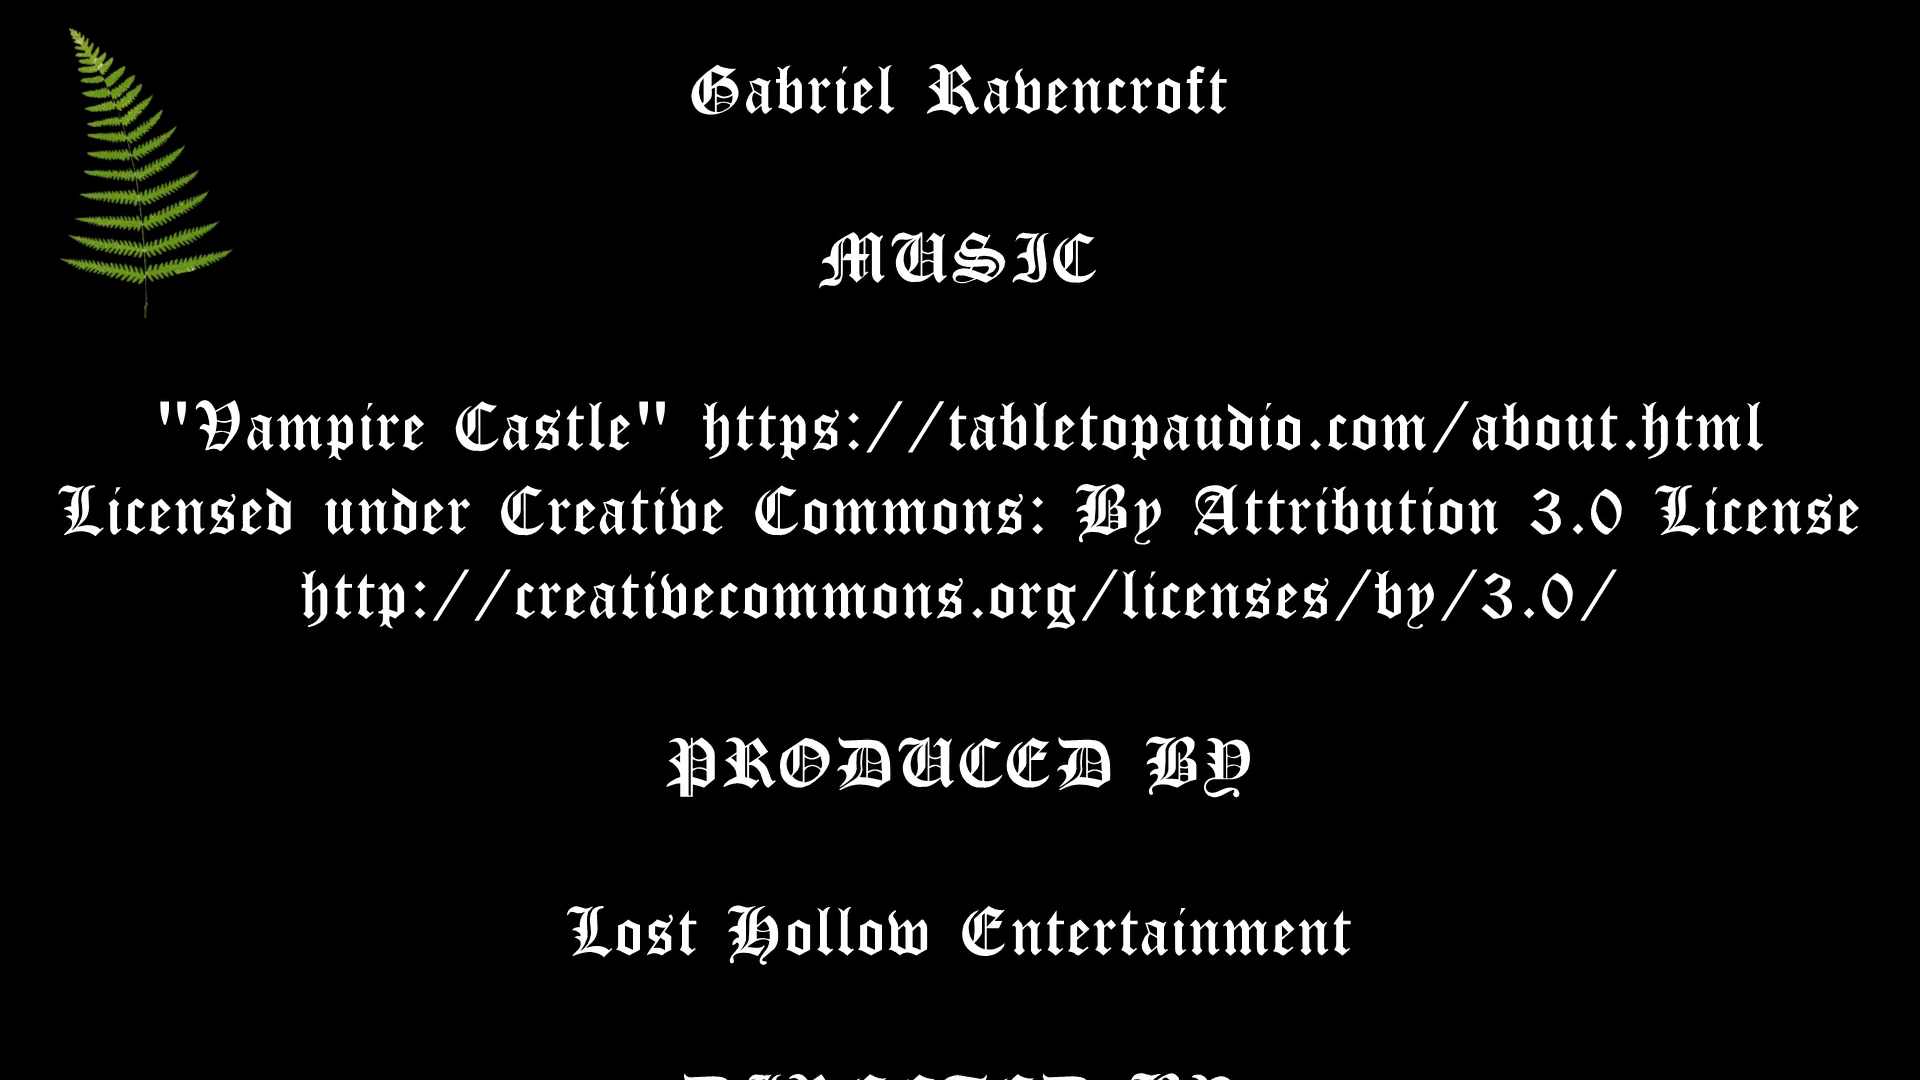 Gabriel Ravencroft
MUSIC
"Vampire Castle" https://tabletopaudio.com/about.html
Licensed under Creative Commons: By Attribution 3.0 License
http://creativecommons.org/licenses/by/3.0/
PRODUCED BY
Lost Hollow Entertainment